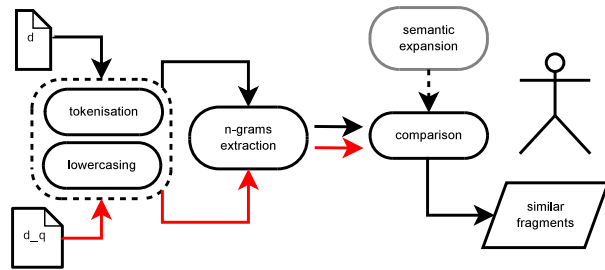 d
tokenisation
lowercasing
d_q
n-grams
extraction
semantic
expansion
comparison
similar
fragments